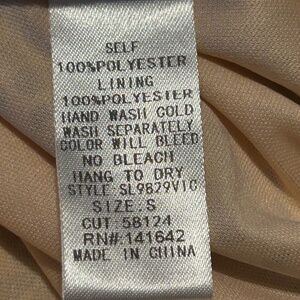 SELF
100%POLYESTER
LINING
100%POLYESTER
HAND WASH COLD
WASH SEPARATELY
COLOR WILL BLEED
NO BLEACH
HANG TO DRY
STYLE:SL9829VIC
SIZE:S
CUT:58124
RN#:141642
MADE IN CHINA